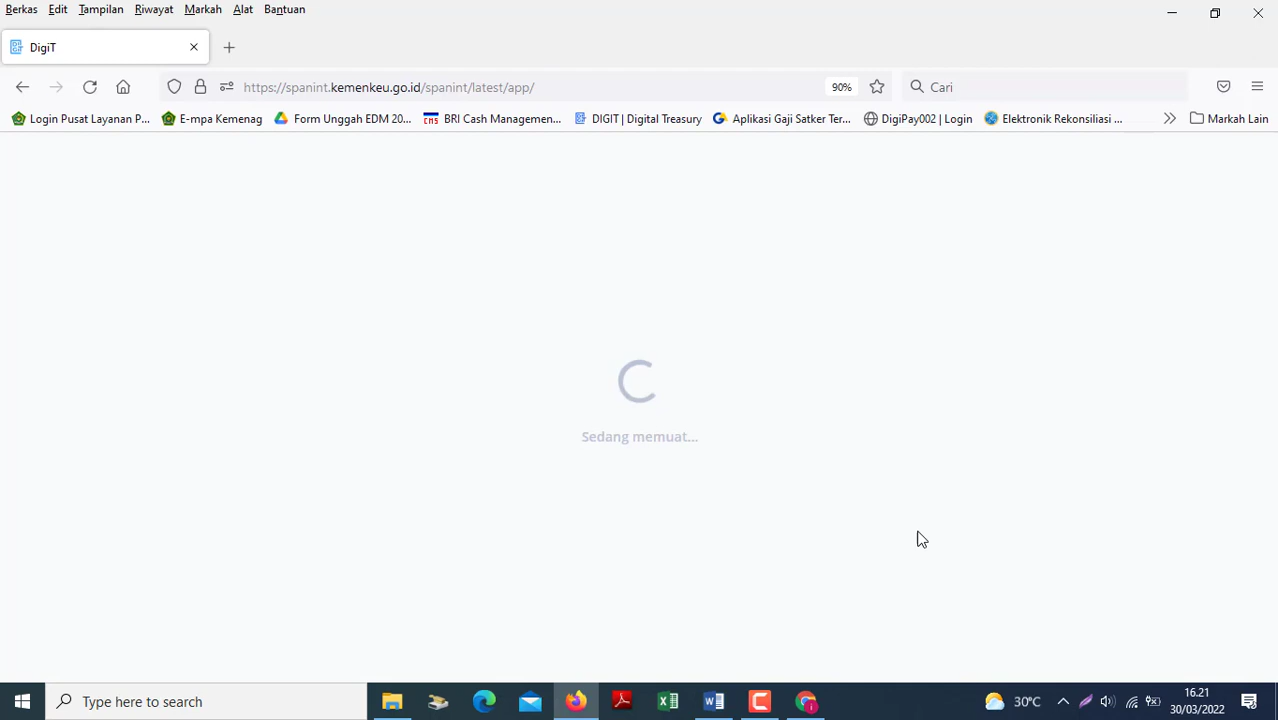 Berkas Edit Tampilan Riwayat Markah Alat Bantuan
DigiT
https://spanint.kemenkeu.go.id/spanint/latest/app/ 90% Cari
Login Pusat Layanan P... E-mpa Kemenag Form Unggah EDM 20... CMS BRI Cash Managemen... DIGIT | Digital Treasury Aplikasi Gaji Satker Ter... DigiPay002 | Login Elektronik Rekonsiliasi ... Markah Lain
Sedang memuat...
Type here to search 30°C 16.21
30/03/2022